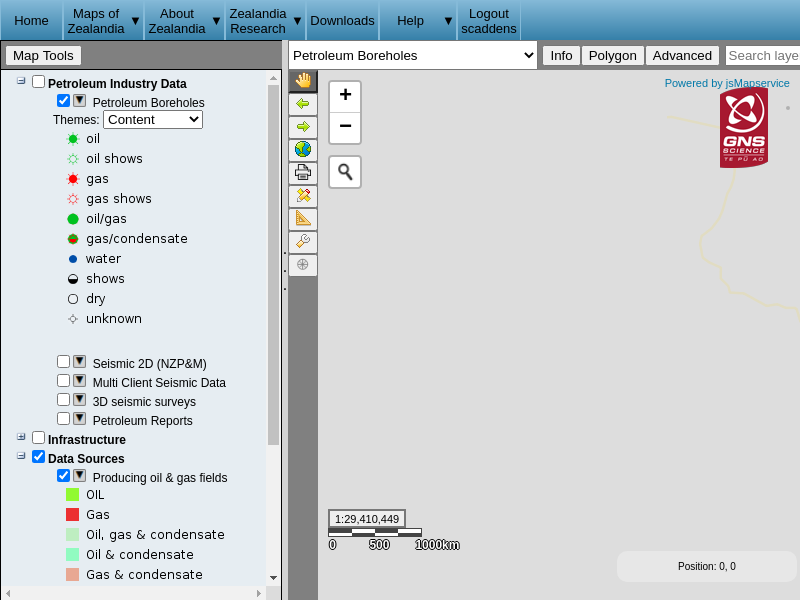 Home
Maps of Zealandia ▼
About Zealandia ▼
Zealandia Research ▼
Downloads
Help ▼
Logout scaddens
Map Tools
Petroleum Boreholes
Info
Polygon
Advanced
Search laye
Petroleum Industry Data
Petroleum Boreholes
Themes: Content
oil
oil shows
gas
gas shows
oil/gas
gas/condensate
water
shows
dry
unknown
Seismic 2D (NZP&M)
Multi Client Seismic Data
3D seismic surveys
Petroleum Reports
Infrastructure
Data Sources
Producing oil & gas fields
OIL
Gas
Oil, gas & condensate
Oil & condensate
Gas & condensate
+
−
Powered by jsMapservice
GNS
SCIENCE
TE PŪ AO
1:29,410,449
0 500 1000km
Position: 0, 0